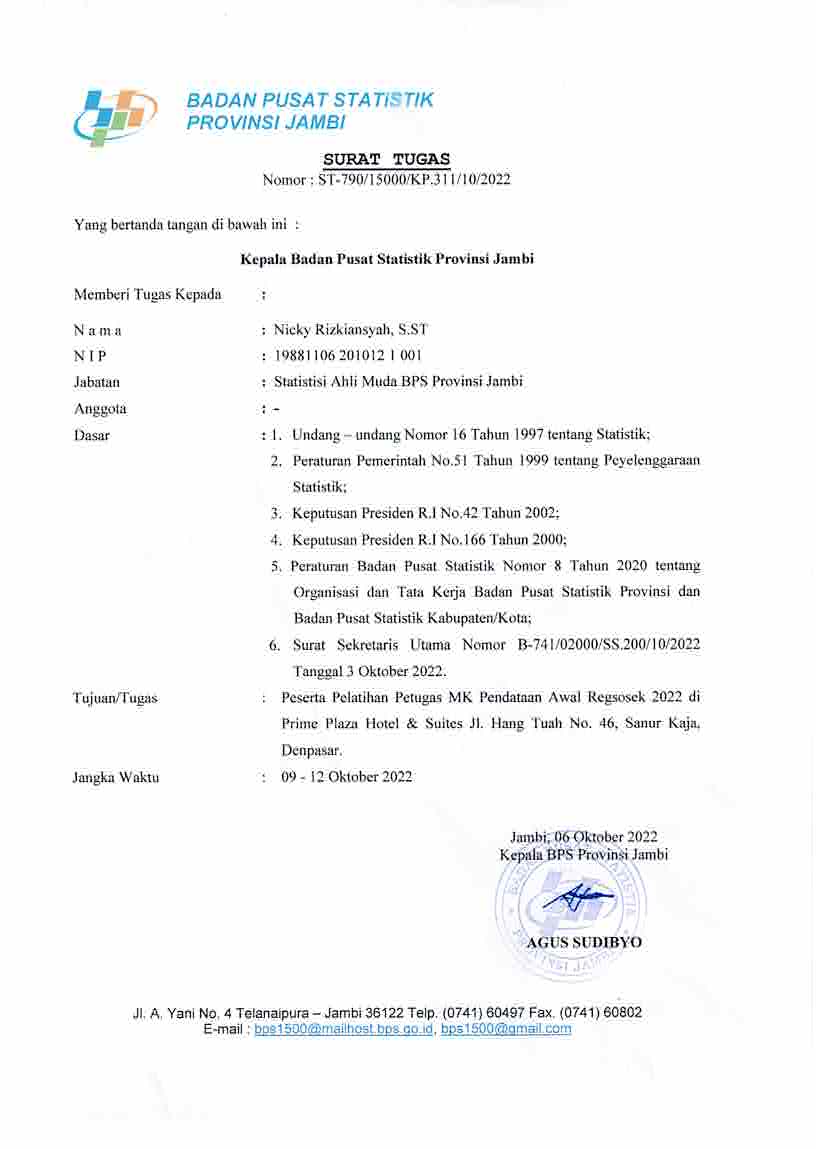 BADAN PUSAT STATISTIK
PROVINSI JAMBI
SURAT TUGAS
Nomor : ST-790/15000/KP.311/10/2022
Yang bertanda tangan di bawah ini :
Kepala Badan Pusat Statistik Provinsi Jambi
Memberi Tugas Kepada :
N a m a : Nicky Rizkiansyah, S.ST
N I P : 19881106 201012 1 001
Jabatan : Statistisi Ahli Muda BPS Provinsi Jambi
Anggota : -
Dasar : 1. Undang – undang Nomor 16 Tahun 1997 tentang Statistik;
2. Peraturan Pemerintah No.51 Tahun 1999 tentang Peyelenggaraan
Statistik;
3. Keputusan Presiden R.I No.42 Tahun 2002;
4. Keputusan Presiden R.I No.166 Tahun 2000;
5. Peraturan Badan Pusat Statistik Nomor 8 Tahun 2020 tentang
Organisasi dan Tata Kerja Badan Pusat Statistik Provinsi dan
Badan Pusat Statistik Kabupaten/Kota;
6. Surat Sekretaris Utama Nomor B-741/02000/SS.200/10/2022
Tanggal 3 Oktober 2022.
Tujuan/Tugas : Peserta Pelatihan Petugas MK Pendataan Awal Regsosek 2022 di
Prime Plaza Hotel & Suites Jl. Hang Tuah No. 46, Sanur Kaja,
Denpasar.
Jangka Waktu : 09 - 12 Oktober 2022
Jambi, 06 Oktober 2022
Kepala BPS Provinsi Jambi
AGUS SUDIBYO
PROVINSI JAMBI
Jl. A. Yani No. 4 Telanaipura – Jambi 36122 Telp. (0741) 60497 Fax. (0741) 60802
E-mail : bps1500@mailhost.bps.go.id, bps1500@gmail.com